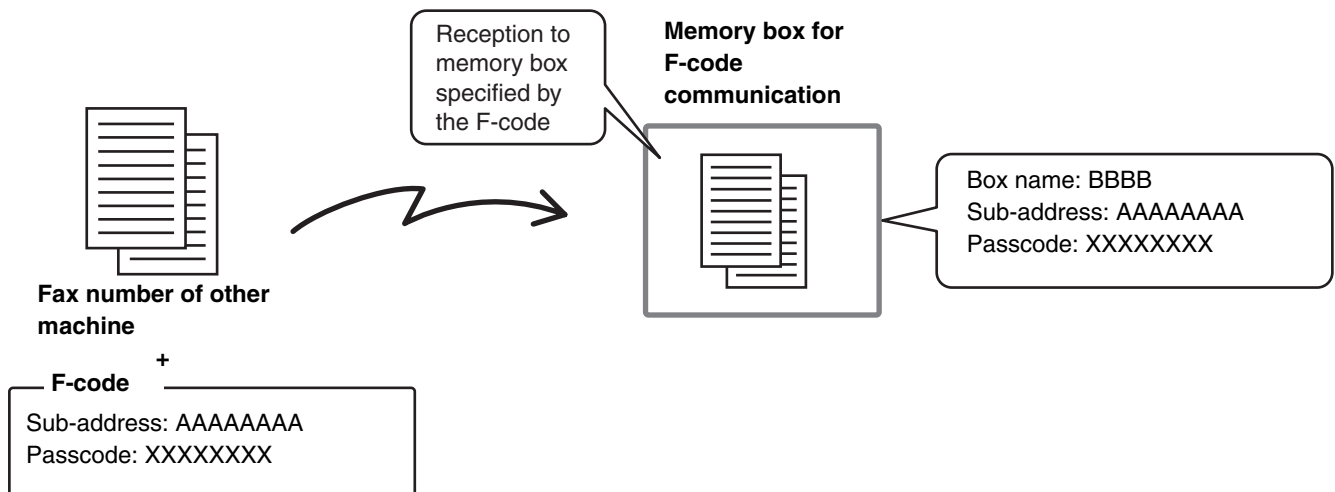 Reception to
memory box
specified by
the F-code
Memory box for
F-code
communication
Box name: BBBB
Sub-address: AAAAAAAA
Passcode: XXXXXXXX
Fax number of other
machine
+
F-code
Sub-address: AAAAAAAA
Passcode: XXXXXXXX